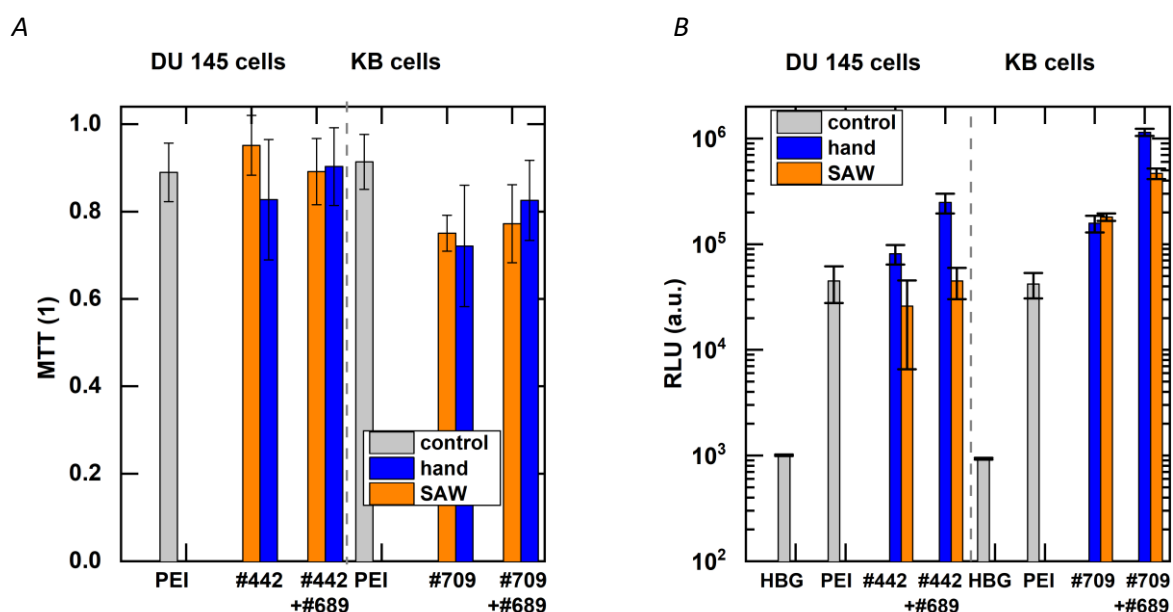 A
DU 145 cells
KB cells
MTT (1)
1.0
0.8
0.6
0.4
0.2
0.0
control
hand
SAW
PEI
#442
#442
+#689
PEI
#709
#709
+#689
B
DU 145 cells
KB cells
RLU (a.u.)
10⁶
10⁵
10⁴
10³
10²
control
hand
SAW
HBG
PEI
#442
#442
+#689
HBG
PEI
#709
#709
+#689